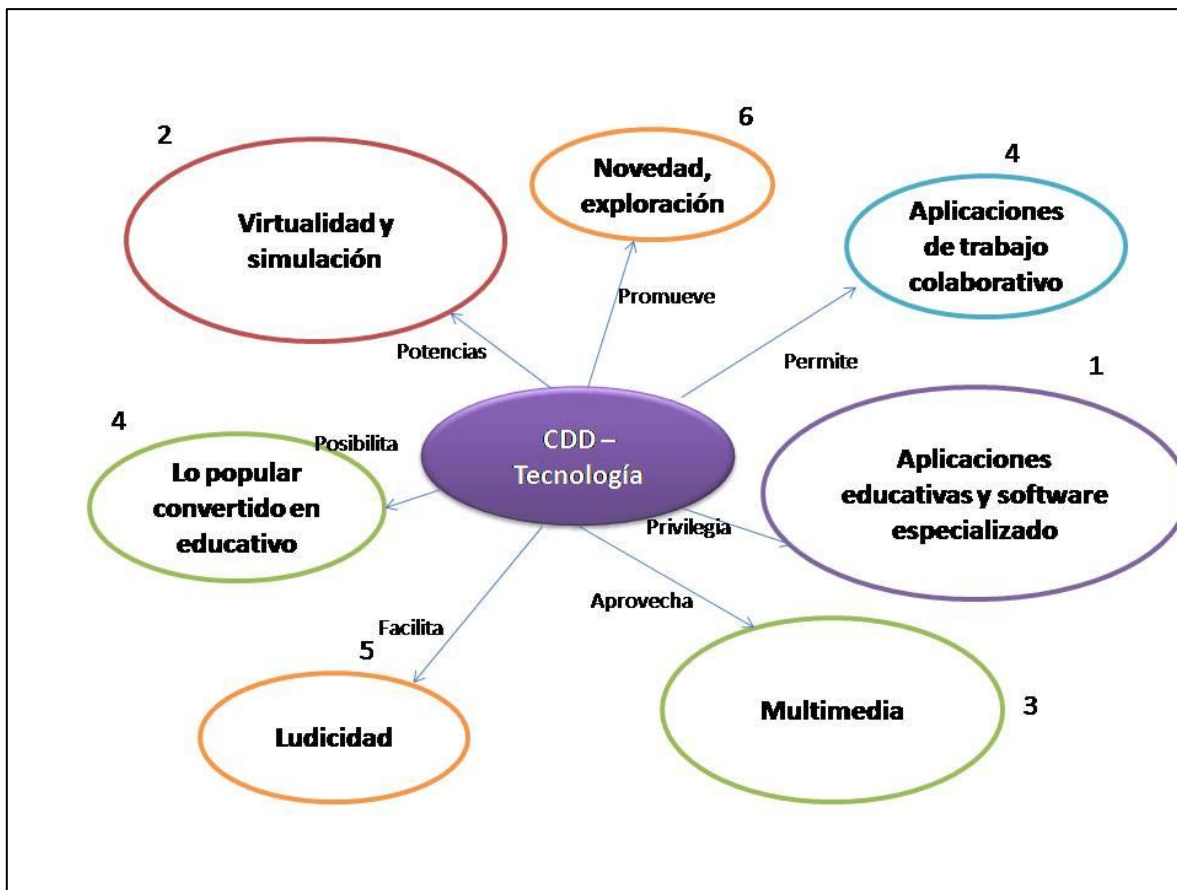 2
6
4
Novedad,
exploración
Virtualidad y
simulación
Aplicaciones
de trabajo
colaborativo
Promueve
Potencias
Permite
1
4
Posibilita
CDD –
Tecnología
Lo popular
convertido en
educativo
Aplicaciones
educativas y software
especializado
Privilegia
Aprovecha
Facilita
5
Ludicidad
Multimedia
3